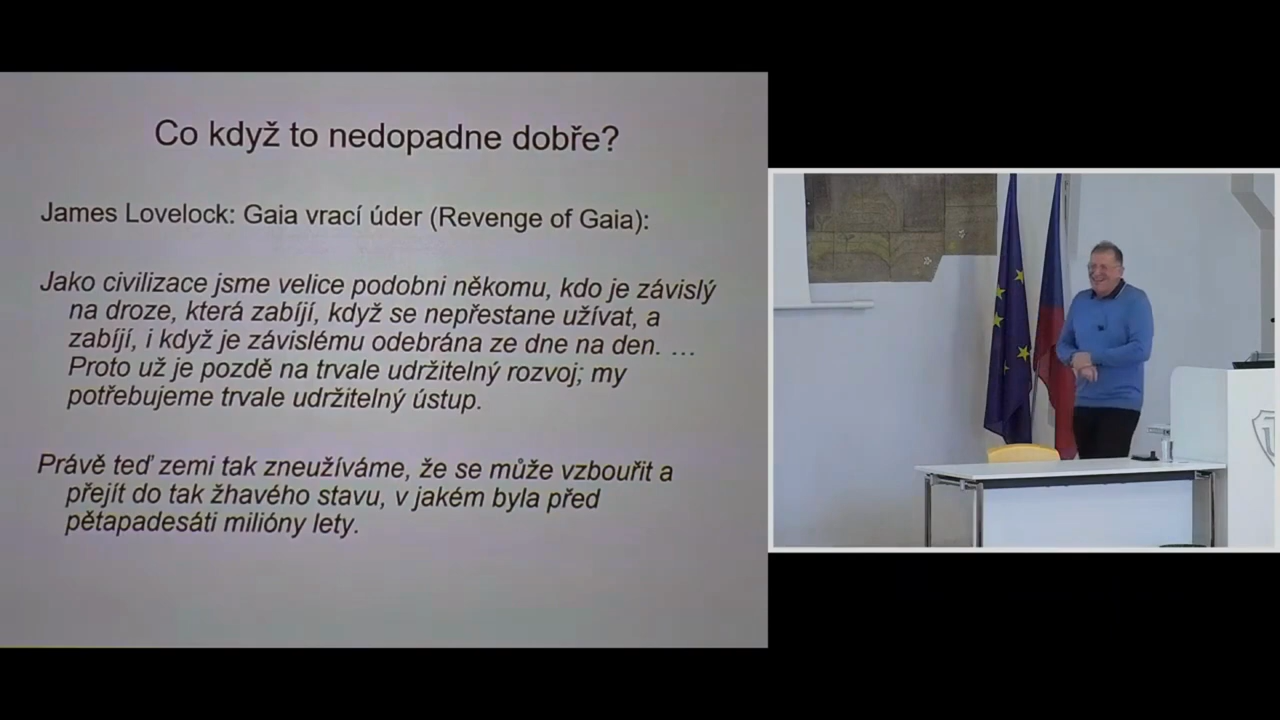 Co když to nedopadne dobře?
James Lovelock: Gaia vrací úder (Revenge of Gaia):
Jako civilizace jsme velice podobni někomu, kdo je závislý
na droze, která zabíjí, když se nepřestane užívat, a
zabíjí, i když je závislému odebrána ze dne na den. …
Proto už je pozdě na trvale udržitelný rozvoj; my
potřebujeme trvale udržitelný ústup.
Právě teď zemi tak zneužíváme, že se může vzbouřit a
přejít do tak žhavého stavu, v jakém byla před
pětapadesáti milióny lety.